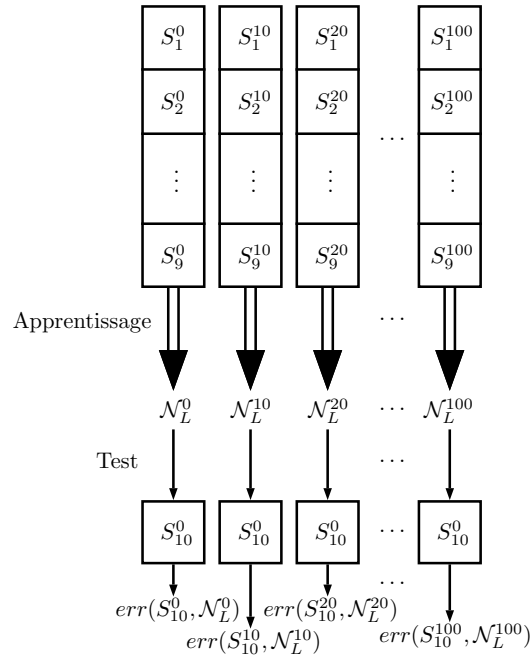 S_1^0 S_1^{10} S_1^{20} S_1^{100}
S_2^0 S_2^{10} S_2^{20} S_2^{100}
...
⋮ ⋮ ⋮ ⋮
S_9^0 S_9^{10} S_9^{20} S_9^{100}
Apprentissage ...
N_L^0 N_L^{10} N_L^{20} ... N_L^{100}
Test ...
S_{10}^0 S_{10}^0 S_{10}^0 ... S_{10}^0
...
err(S_{10}^0, N_L^0) err(S_{10}^{20}, N_L^{20})
err(S_{10}^{10}, N_L^{10}) err(S_{10}^{100}, N_L^{100})